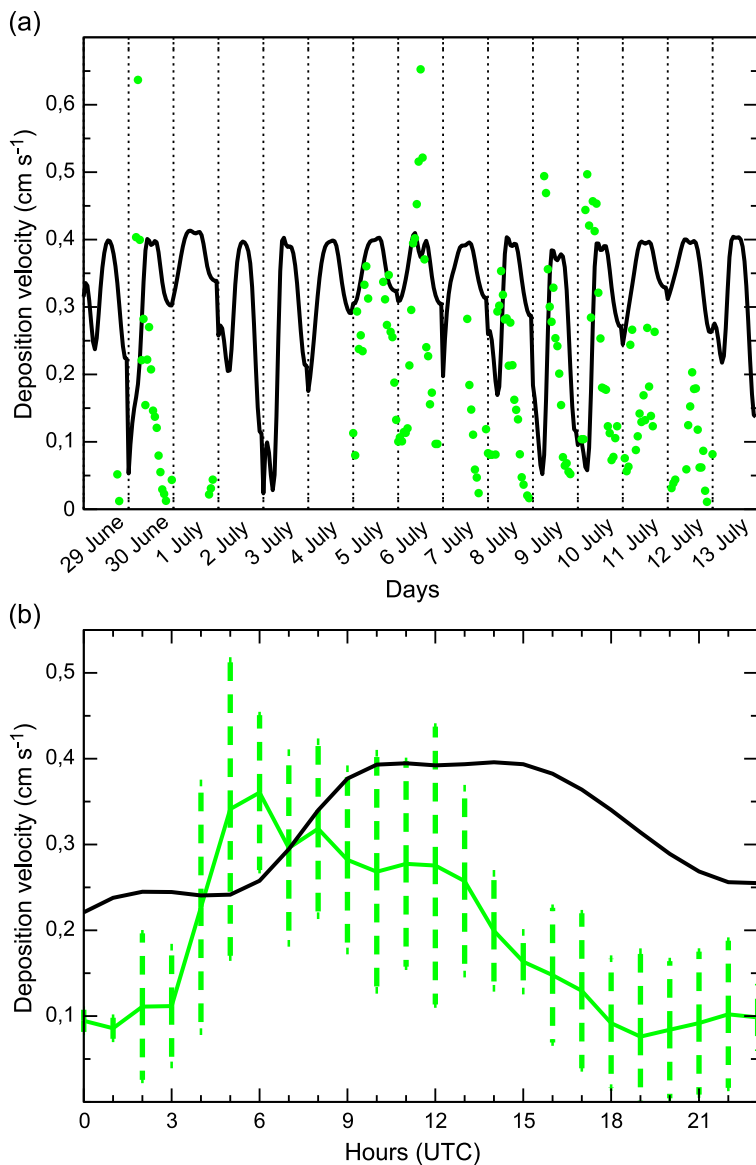 (a)
Deposition velocity (cm s-1)
0,6
0,5
0,4
0,3
0,2
0,1
0
29 June
30 June
1 July
2 July
3 July
4 July
5 July
6 July
7 July
8 July
9 July
10 July
11 July
12 July
13 July
Days
(b)
Deposition velocity (cm s-1)
0,5
0,4
0,3
0,2
0,1
0
3
6
9
12
15
18
21
Hours (UTC)